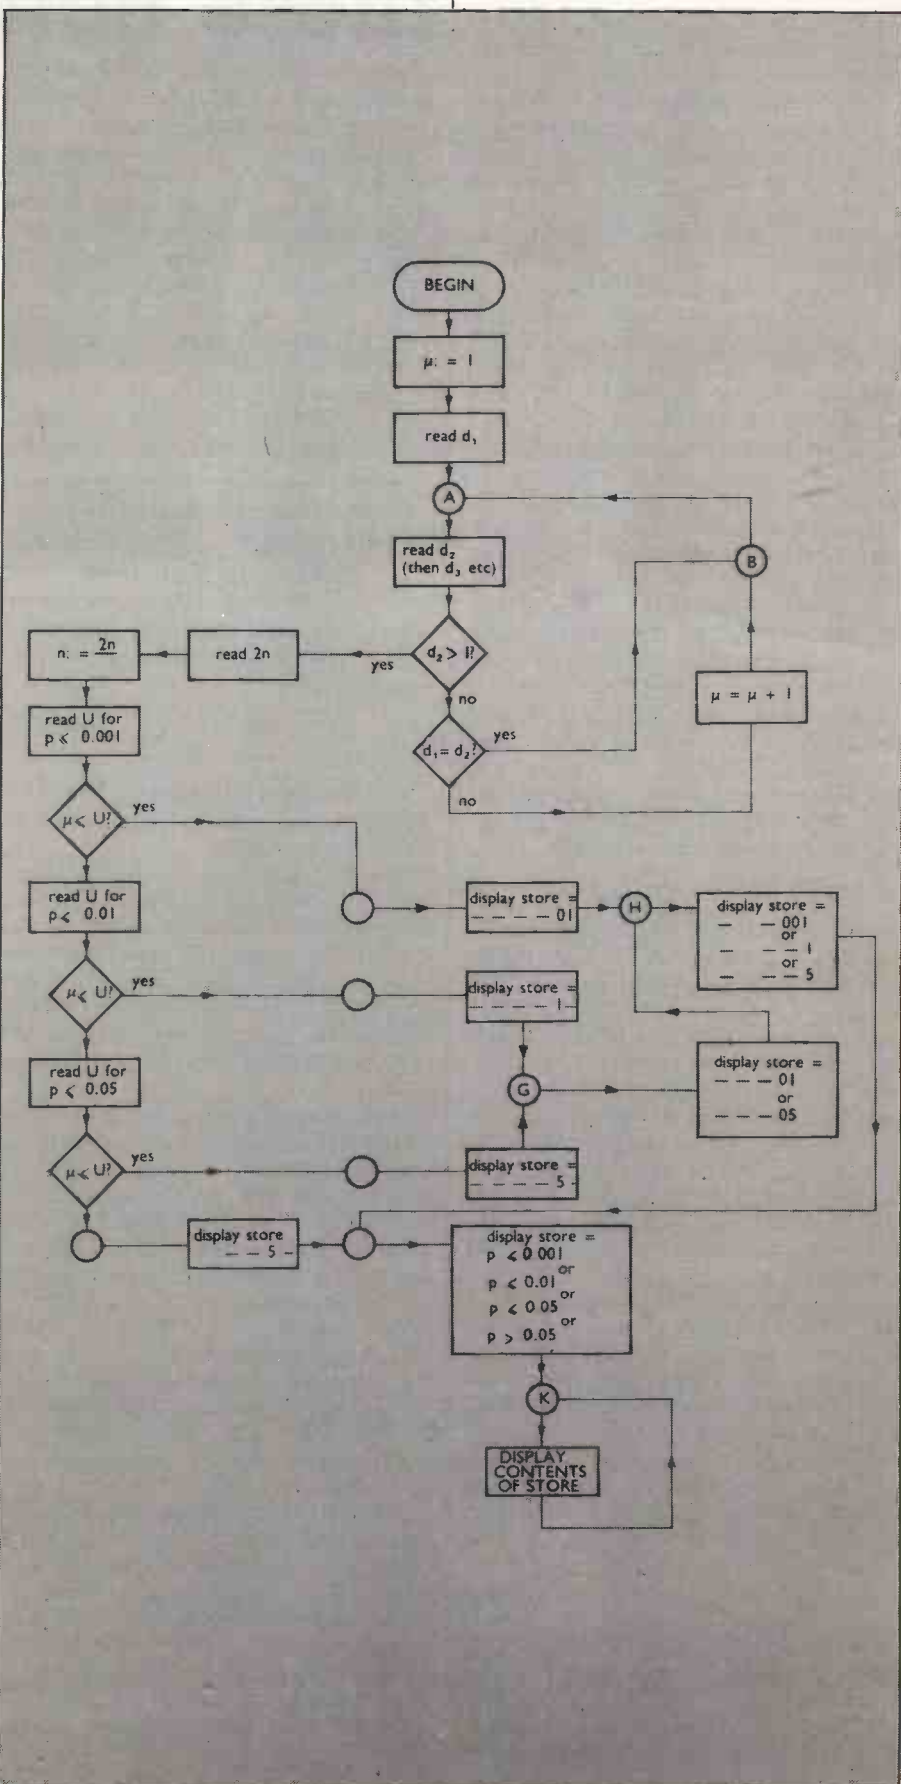 BEGIN
μ: = 1
read d₁
A
read d₂
(then d₃ etc)
B
d₂ > 1?
yes
no
read 2n
n: = 2n
μ = μ + 1
d₁ = d₂?
yes
no
read U for
p ⩽ 0.001
μ ⩽ U?
yes
read U for
p ⩽ 0.01
display store =
– – – – 01
H
display store =
– – 001
or
– – – 1
or
– – – 5
μ ⩽ U?
yes
display store =
– – – – 1 –
read U for
p ⩽ 0.05
G
display store =
– – – 01
or
– – – 05
μ ⩽ U?
yes
display store =
– – – – 5 –
display store
– – 5 –
display store =
p ⩽ 0.001
or
p ⩽ 0.01
or
p ⩽ 0.05
or
p > 0.05
K
DISPLAY
CONTENTS
OF STORE